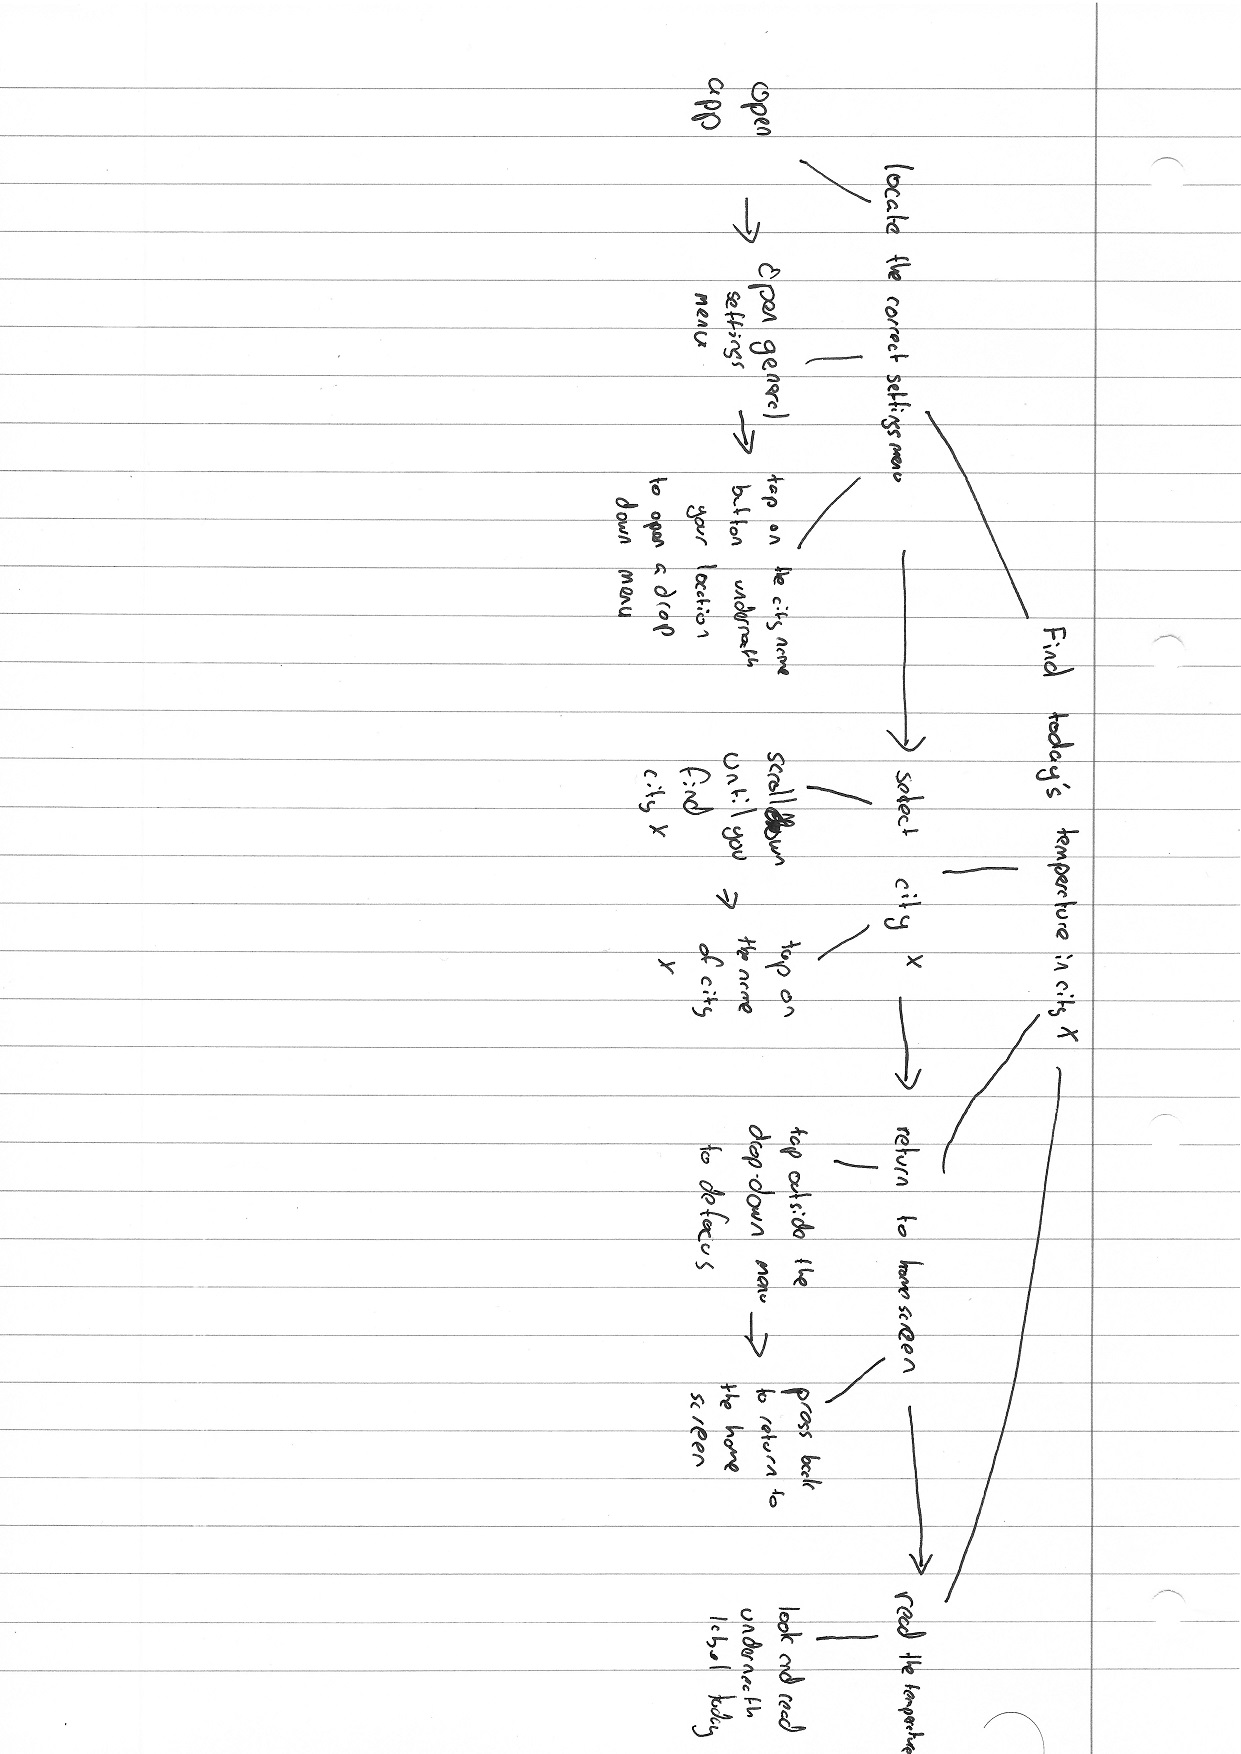 Find today's temperature in city x
locate the correct settings menu
select city x
return to home screen
read the temperature
open
app
open general
settings
menu
tap on the city name
button underneath
your location
to open a drop
down menu
scroll down
until you
find
city x
tap on
the name
of city
x
tap outside the
drop-down menu
to defocus
press back
to return to
the home
screen
look and read
underneath
label today